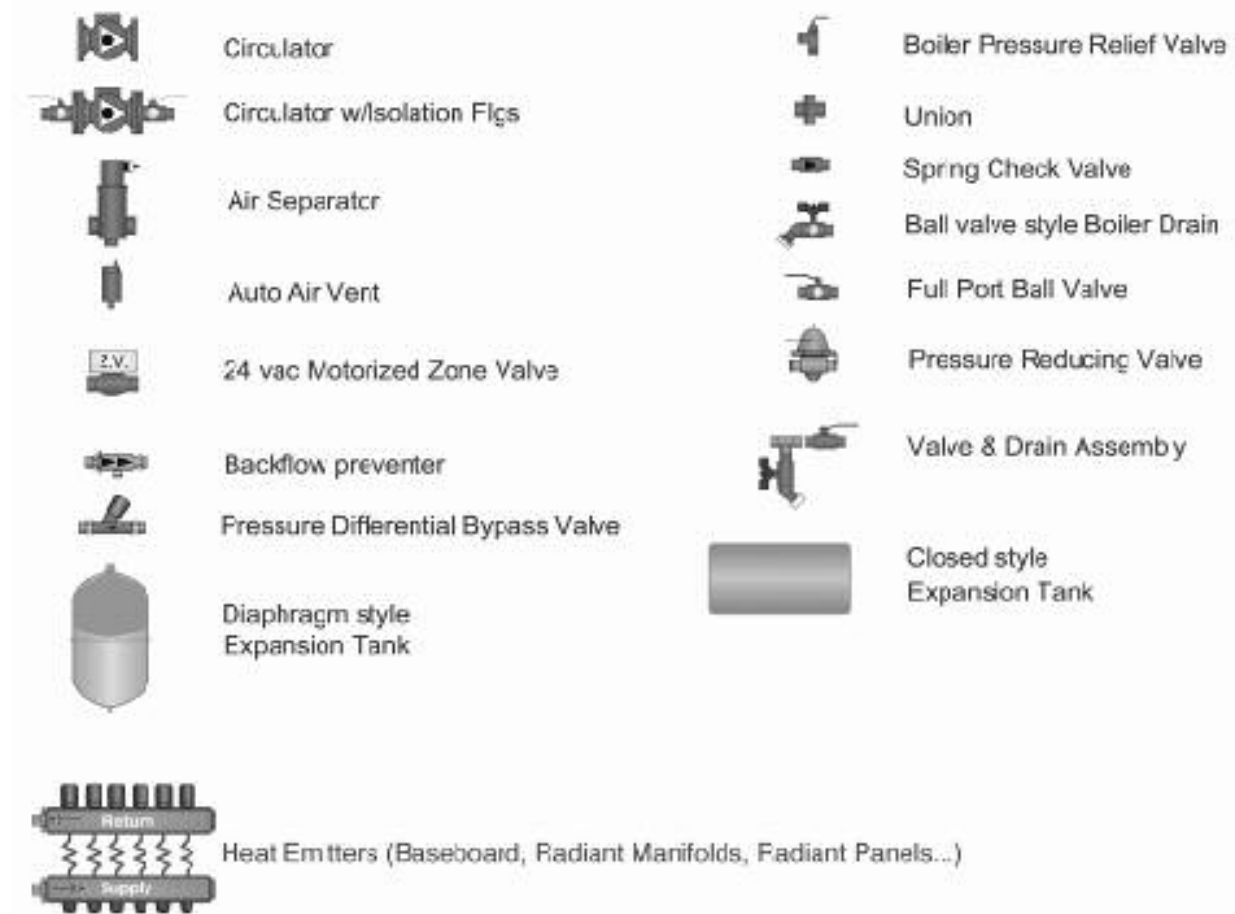 Circulator
Circulator w/Isolation Flgs
Air Separator
Auto Air Vent
Z.V.
24 vac Motorized Zone Valve
Backflow preventer
Pressure Differential Bypass Valve
Diaphragm style
Expansion Tank
Boiler Pressure Relief Valve
Union
Spring Check Valve
Ball valve style Boiler Drain
Full Port Ball Valve
Pressure Reducing Valve
Valve & Drain Assembly
Closed style
Expansion Tank
Return
Heat Emitters (Baseboard, Radiant Manifolds, Radiant Panels...)
Supply